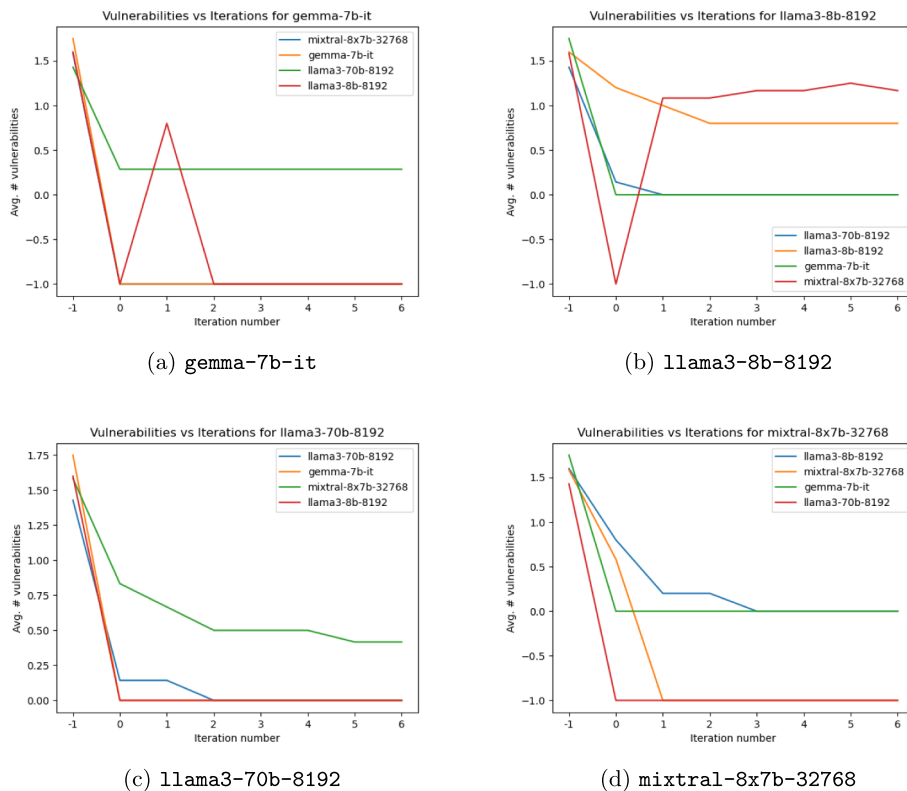 Vulnerabilities vs Iterations for gemma-7b-it
mixtral-8x7b-32768
gemma-7b-it
llama3-70b-8192
llama3-8b-8192
Avg. # vulnerabilities
1.5
1.0
0.5
0.0
−0.5
−1.0
-1 0 1 2 3 4 5 6
Iteration number
(a) gemma-7b-it
Vulnerabilities vs Iterations for llama3-8b-8192
Avg. # vulnerabilities
1.5
1.0
0.5
0.0
−0.5
−1.0
llama3-70b-8192
llama3-8b-8192
gemma-7b-it
mixtral-8x7b-32768
-1 0 1 2 3 4 5 6
Iteration number
(b) llama3-8b-8192
Vulnerabilities vs Iterations for llama3-70b-8192
llama3-70b-8192
gemma-7b-it
mixtral-8x7b-32768
llama3-8b-8192
Avg. # vulnerabilities
1.75
1.50
1.25
1.00
0.75
0.50
0.25
0.00
-1 0 1 2 3 4 5 6
Iteration number
(c) llama3-70b-8192
Vulnerabilities vs Iterations for mixtral-8x7b-32768
llama3-8b-8192
mixtral-8x7b-32768
gemma-7b-it
llama3-70b-8192
Avg. # vulnerabilities
1.5
1.0
0.5
0.0
−0.5
−1.0
-1 0 1 2 3 4 5 6
Iteration number
(d) mixtral-8x7b-32768